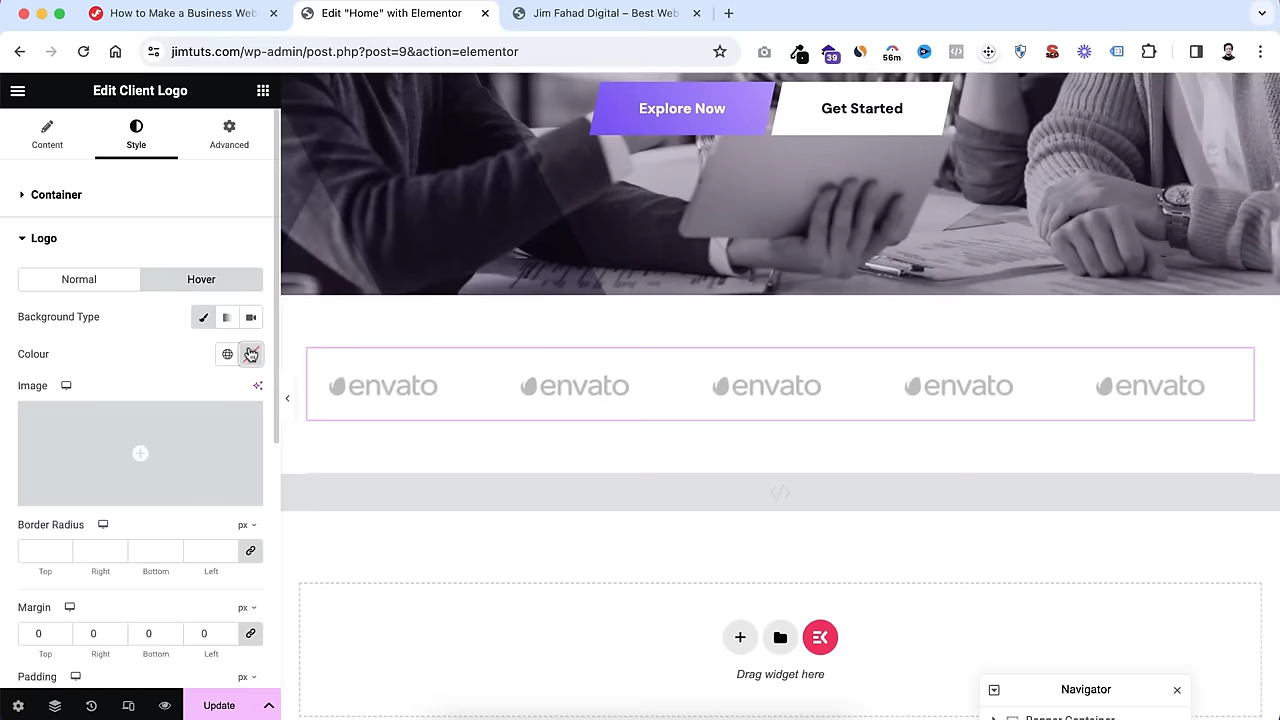 How to Make a Business Web
Edit "Home" with Elementor
Jim Fahad Digital – Best Web
jimtuts.com/wp-admin/post.php?post=9&action=elementor
39
56m
SEO
Edit Client Logo
Content
Style
Advanced
Container
Logo
Normal
Hover
Background Type
Colour
Image
Border Radius
px
Top
Right
Bottom
Left
Margin
px
0
0
0
0
Top
Right
Bottom
Left
Padding
px
Update
Explore Now
Get Started
envato
envato
envato
envato
envato
Drag widget here
Navigator